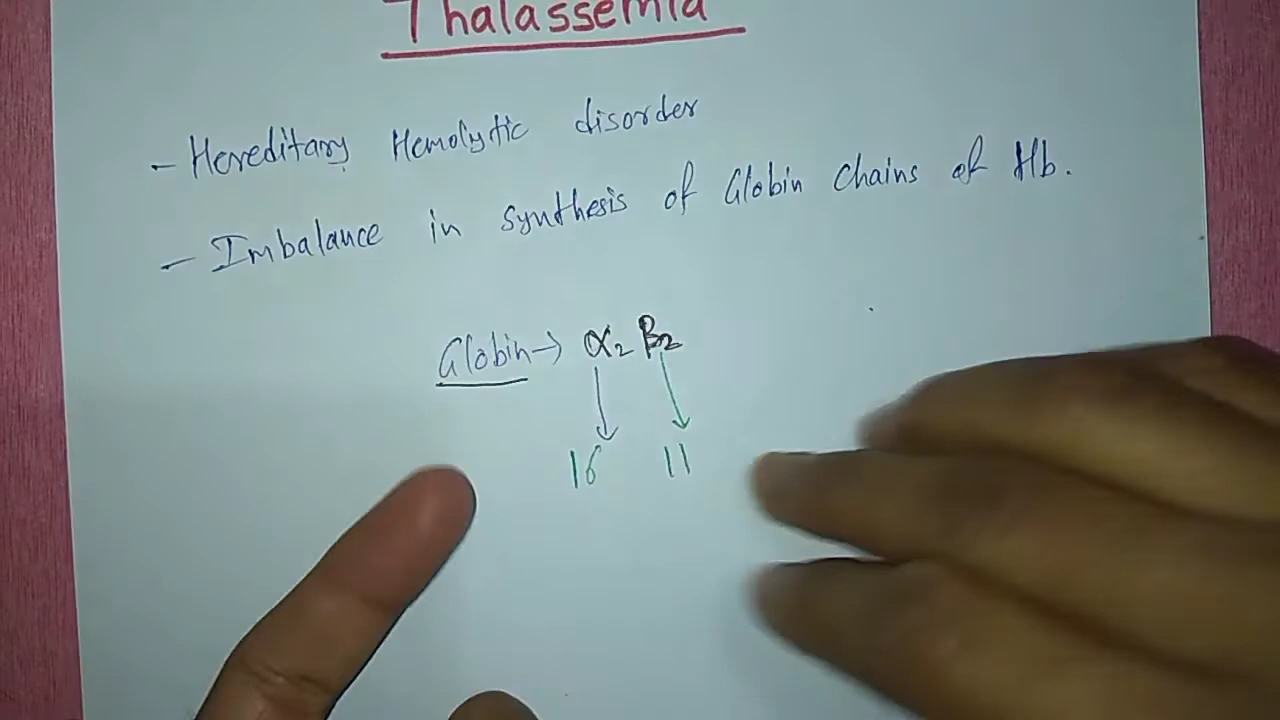 Thalassemia
- Hereditary Hemolytic disorder
- Imbalance in synthesis of Globin chains of Hb.
Globin → α₂ β₂
16 11